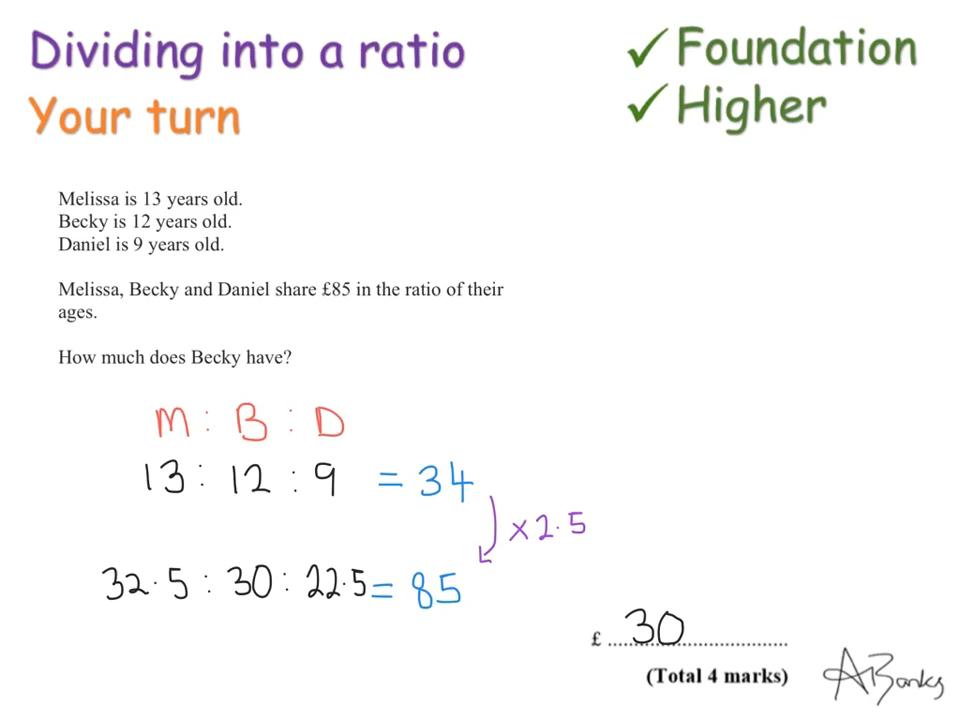 Dividing into a ratio
Your turn
✓ Foundation
✓ Higher
Melissa is 13 years old.
Becky is 12 years old.
Daniel is 9 years old.
Melissa, Becky and Daniel share £85 in the ratio of their
ages.
How much does Becky have?
M : B : D
13 : 12 : 9 = 34
×2·5
32·5 : 30 : 22·5 = 85
£ 30
(Total 4 marks)
ABanks